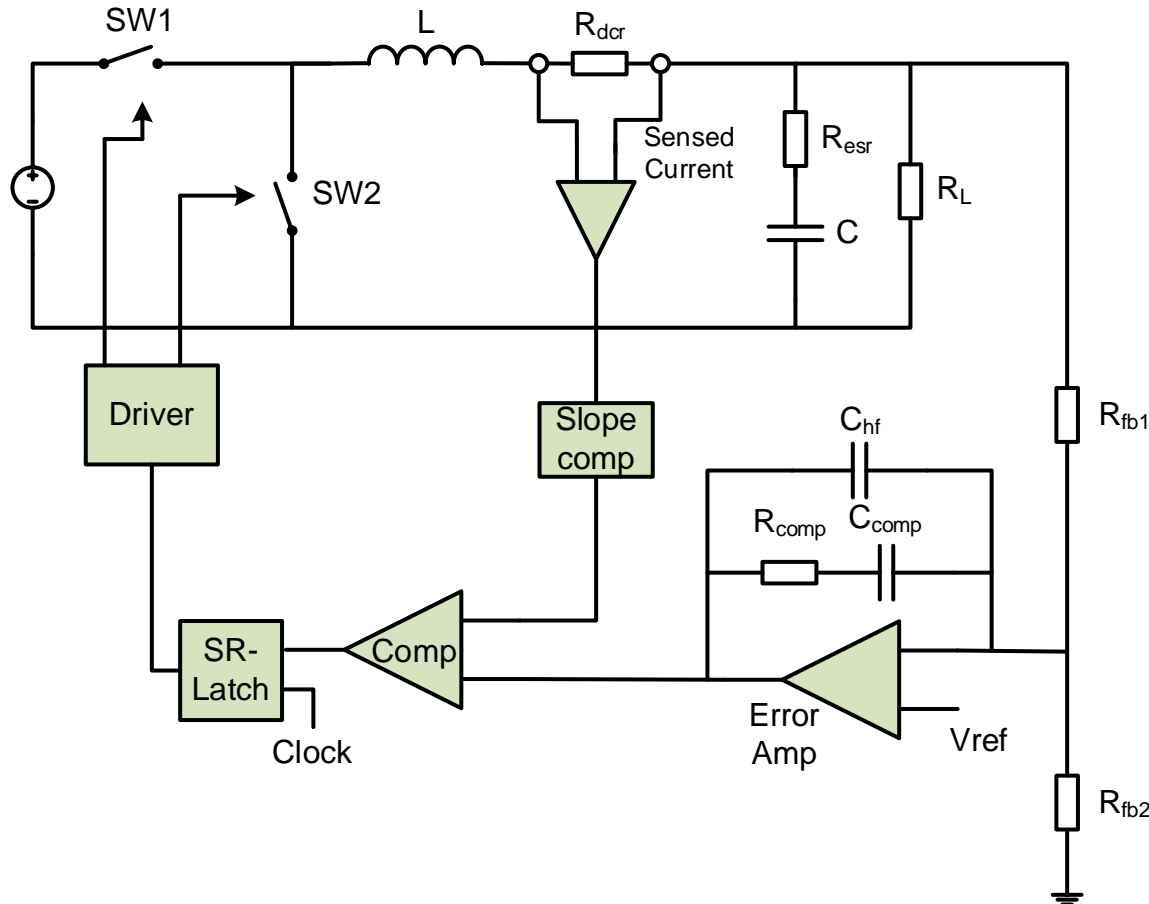 SW1
L
Rdcr
Sensed
Current
Resr
RL
SW2
C
+
-
Driver
Slope
comp
Rfb1
Chf
Rcomp
Ccomp
SR-
Latch
Comp
Error
Amp
Vref
Clock
Rfb2